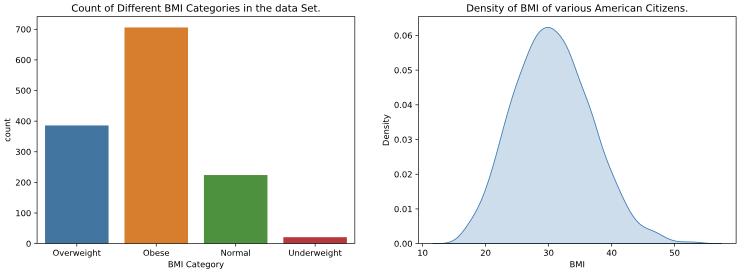 Count of Different BMI Categories in the data Set.
700
600
500
400
300
200
100
0
count
Overweight Obese Normal Underweight
BMI Category
Density of BMI of various American Citizens.
0.06
0.05
0.04
0.03
0.02
0.01
0.00
Density
10 20 30 40 50
BMI